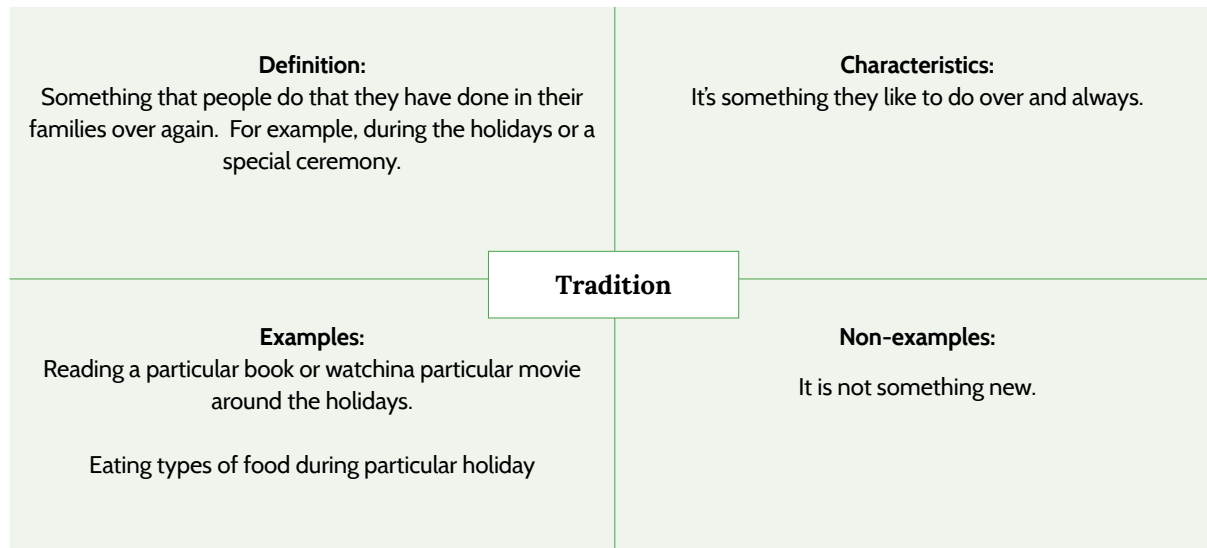 Definition:
Something that people do that they have done in their
families over again.  For example, during the holidays or a
special ceremony.
Characteristics:
It's something they like to do over and always.
Tradition
Examples:
Reading a particular book or watchina particular movie
around the holidays.
Eating types of food during particular holiday
Non-examples:
It is not something new.